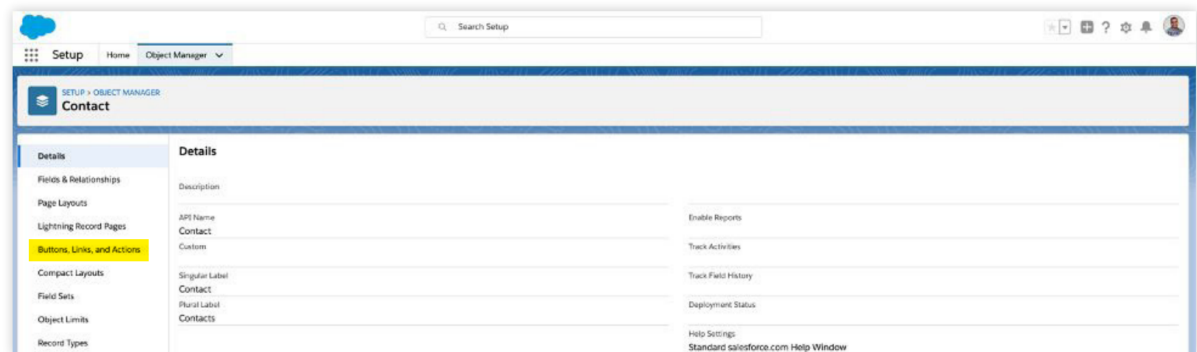 Search Setup
Setup Home Object Manager
SETUP > OBJECT MANAGER
Contact
Details
Fields & Relationships
Page Layouts
Lightning Record Pages
Buttons, Links, and Actions
Compact Layouts
Field Sets
Object Limits
Record Types
Details
Description
API Name
Contact
Custom
Singular Label
Contact
Plural Label
Contacts
Enable Reports
Track Activities
Track Field History
Deployment Status
Help Settings
Standard salesforce.com Help Window